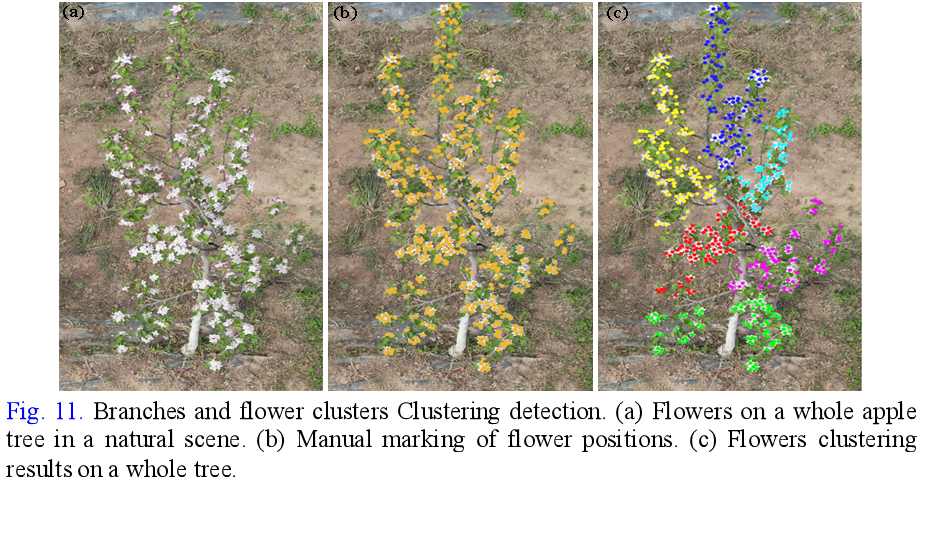 (a) (b) (c)
Fig. 11. Branches and flower clusters Clustering detection. (a) Flowers on a whole apple
tree in a natural scene. (b) Manual marking of flower positions. (c) Flowers clustering
results on a whole tree.